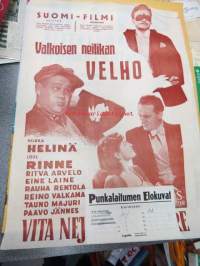 SUOMI-FILMI
Valkoisen neitikan
VELHO
HELINÄ
RINNE
RITVA ARVELO
EINE LAINE
RAUHA RENTOLA
REINO VALKAMA
TAUNO MAJURI
PAAVO JÄNNES
Punkalaitumen Elokuvat
VITA NEJ